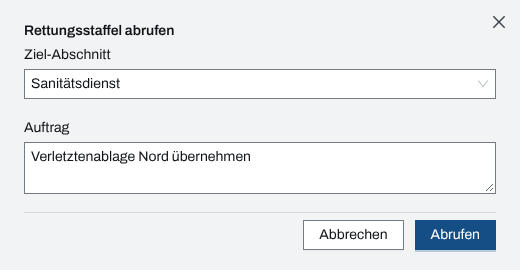 Rettungsstaffel abrufen
Ziel-Abschnitt
Sanitätsdienst
Auftrag
Verletztenablage Nord übernehmen
Abbrechen
Abrufen